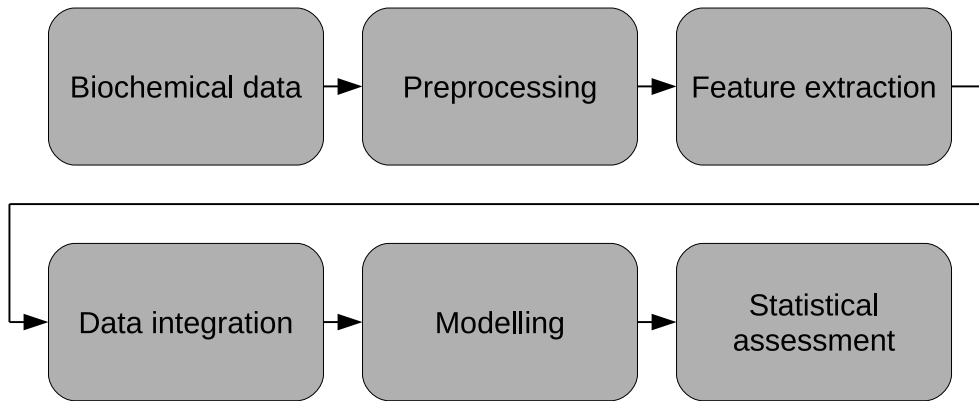 Biochemical data
Preprocessing
Feature extraction
Data integration
Modelling
Statistical
assessment